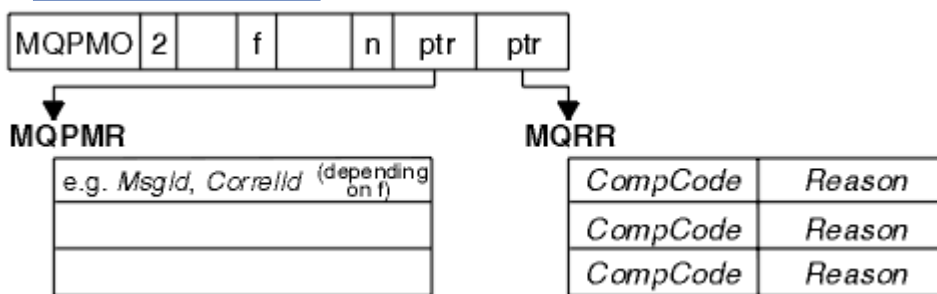 MQPMO 2 f n ptr ptr
MQPMR MQRR
e.g. MsgId, CorrelId (depending on f) CompCode Reason
CompCode Reason
CompCode Reason